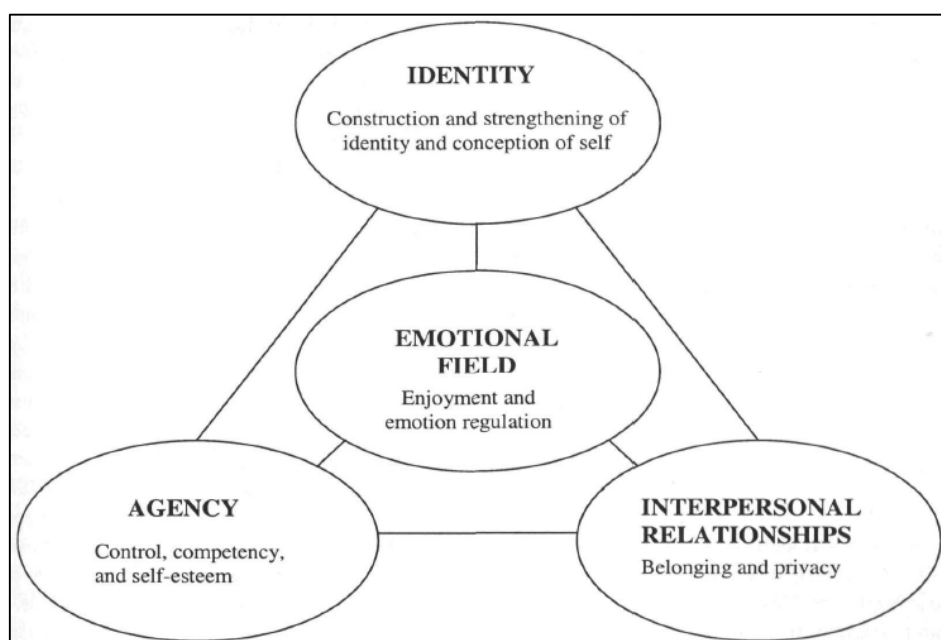 IDENTITY
Construction and strengthening of
identity and conception of self
EMOTIONAL
FIELD
Enjoyment and
emotion regulation
AGENCY
Control, competency,
and self-esteem
INTERPERSONAL
RELATIONSHIPS
Belonging and privacy